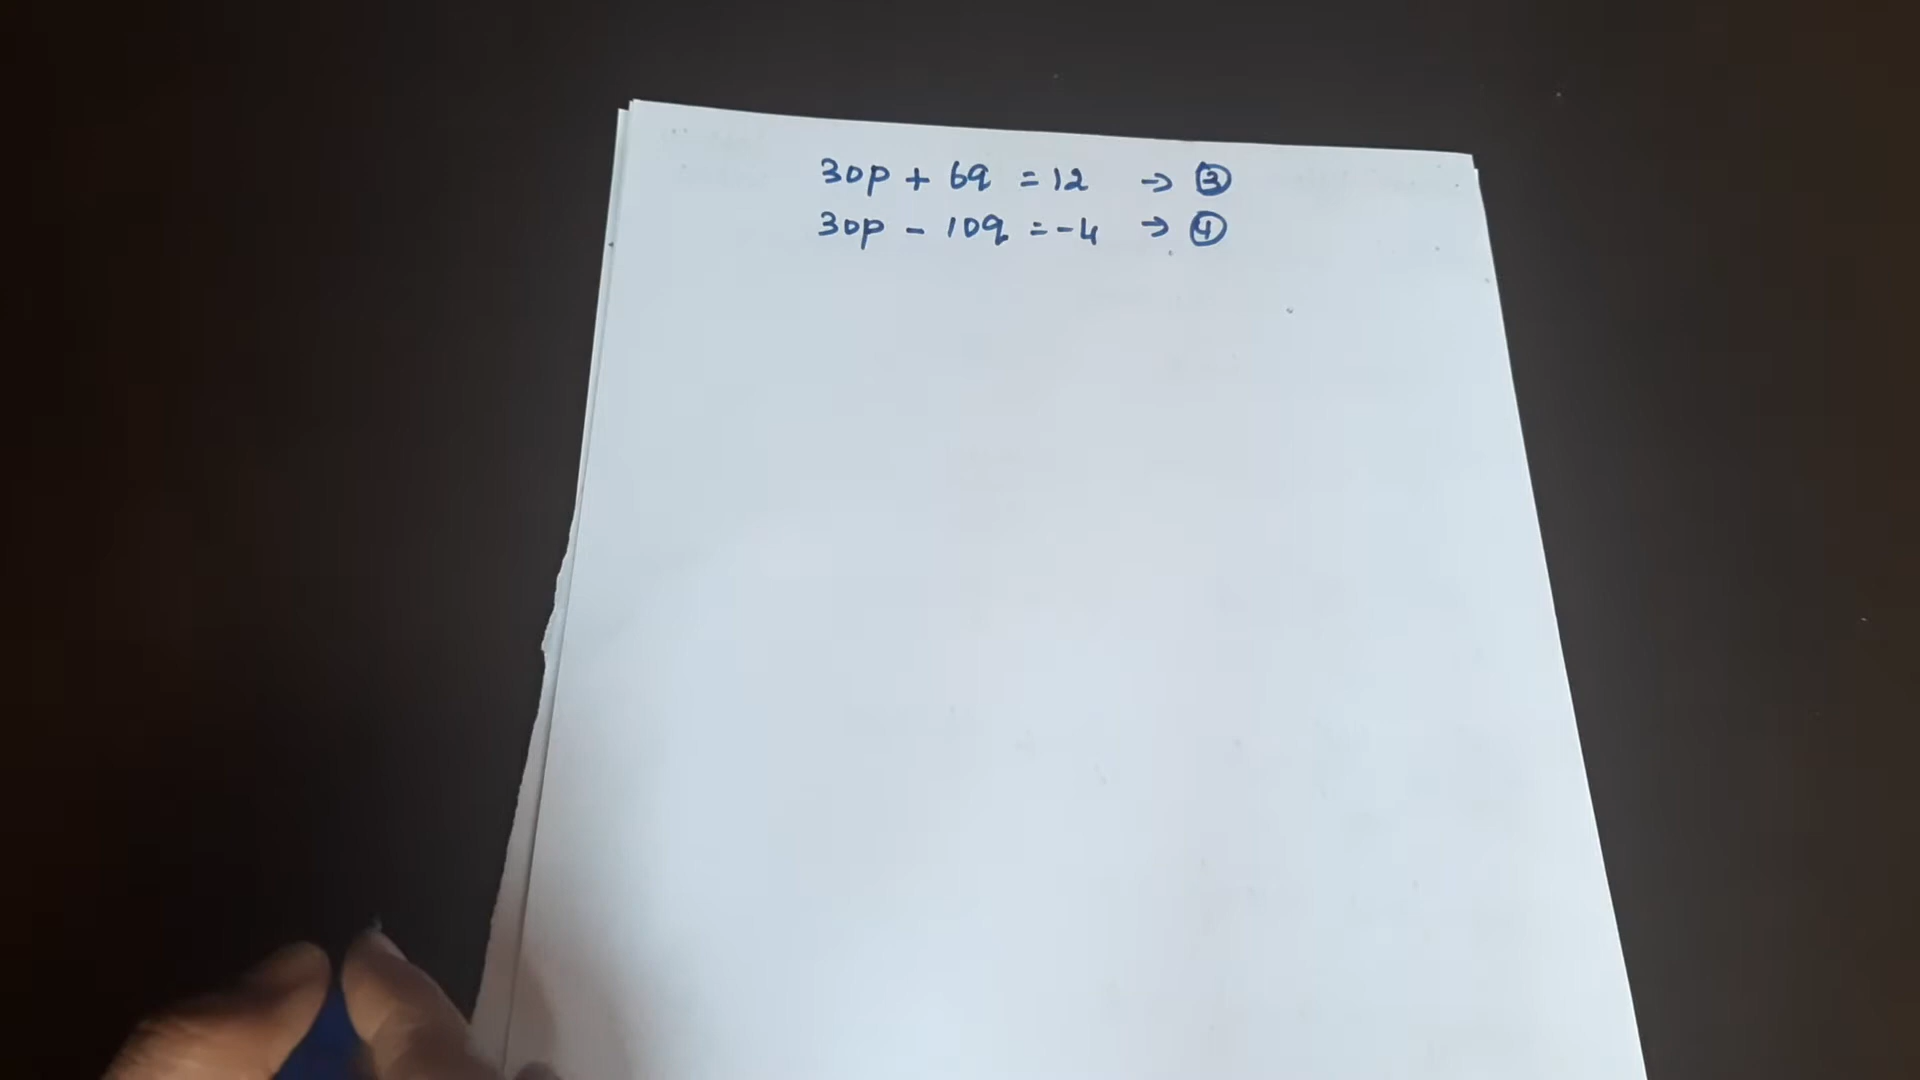 30p + 6q = 12 → ③
30p - 10q = -4 → ④